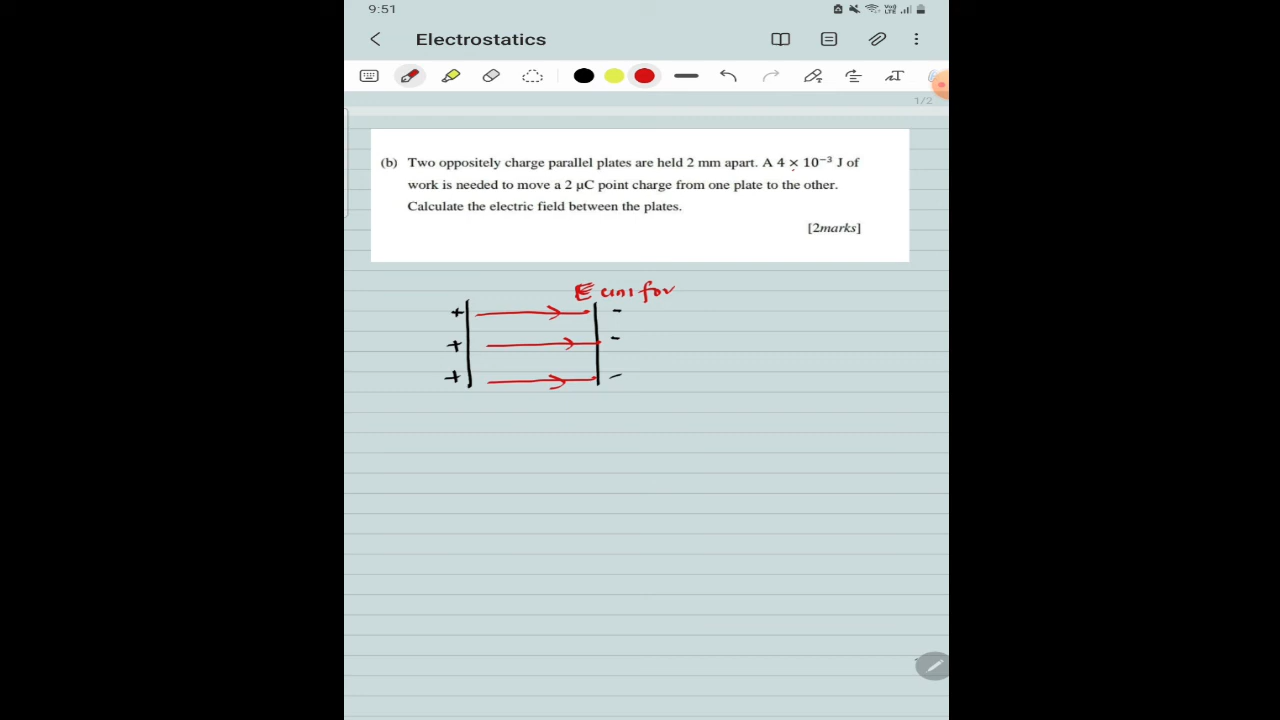 9:51
Electrostatics
1/2
(b) Two oppositely charge parallel plates are held 2 mm apart. A 4 × 10⁻³ J of
work is needed to move a 2 μC point charge from one plate to the other.
Calculate the electric field between the plates.
[2marks]
E unifor
+ -
+ -
+ -